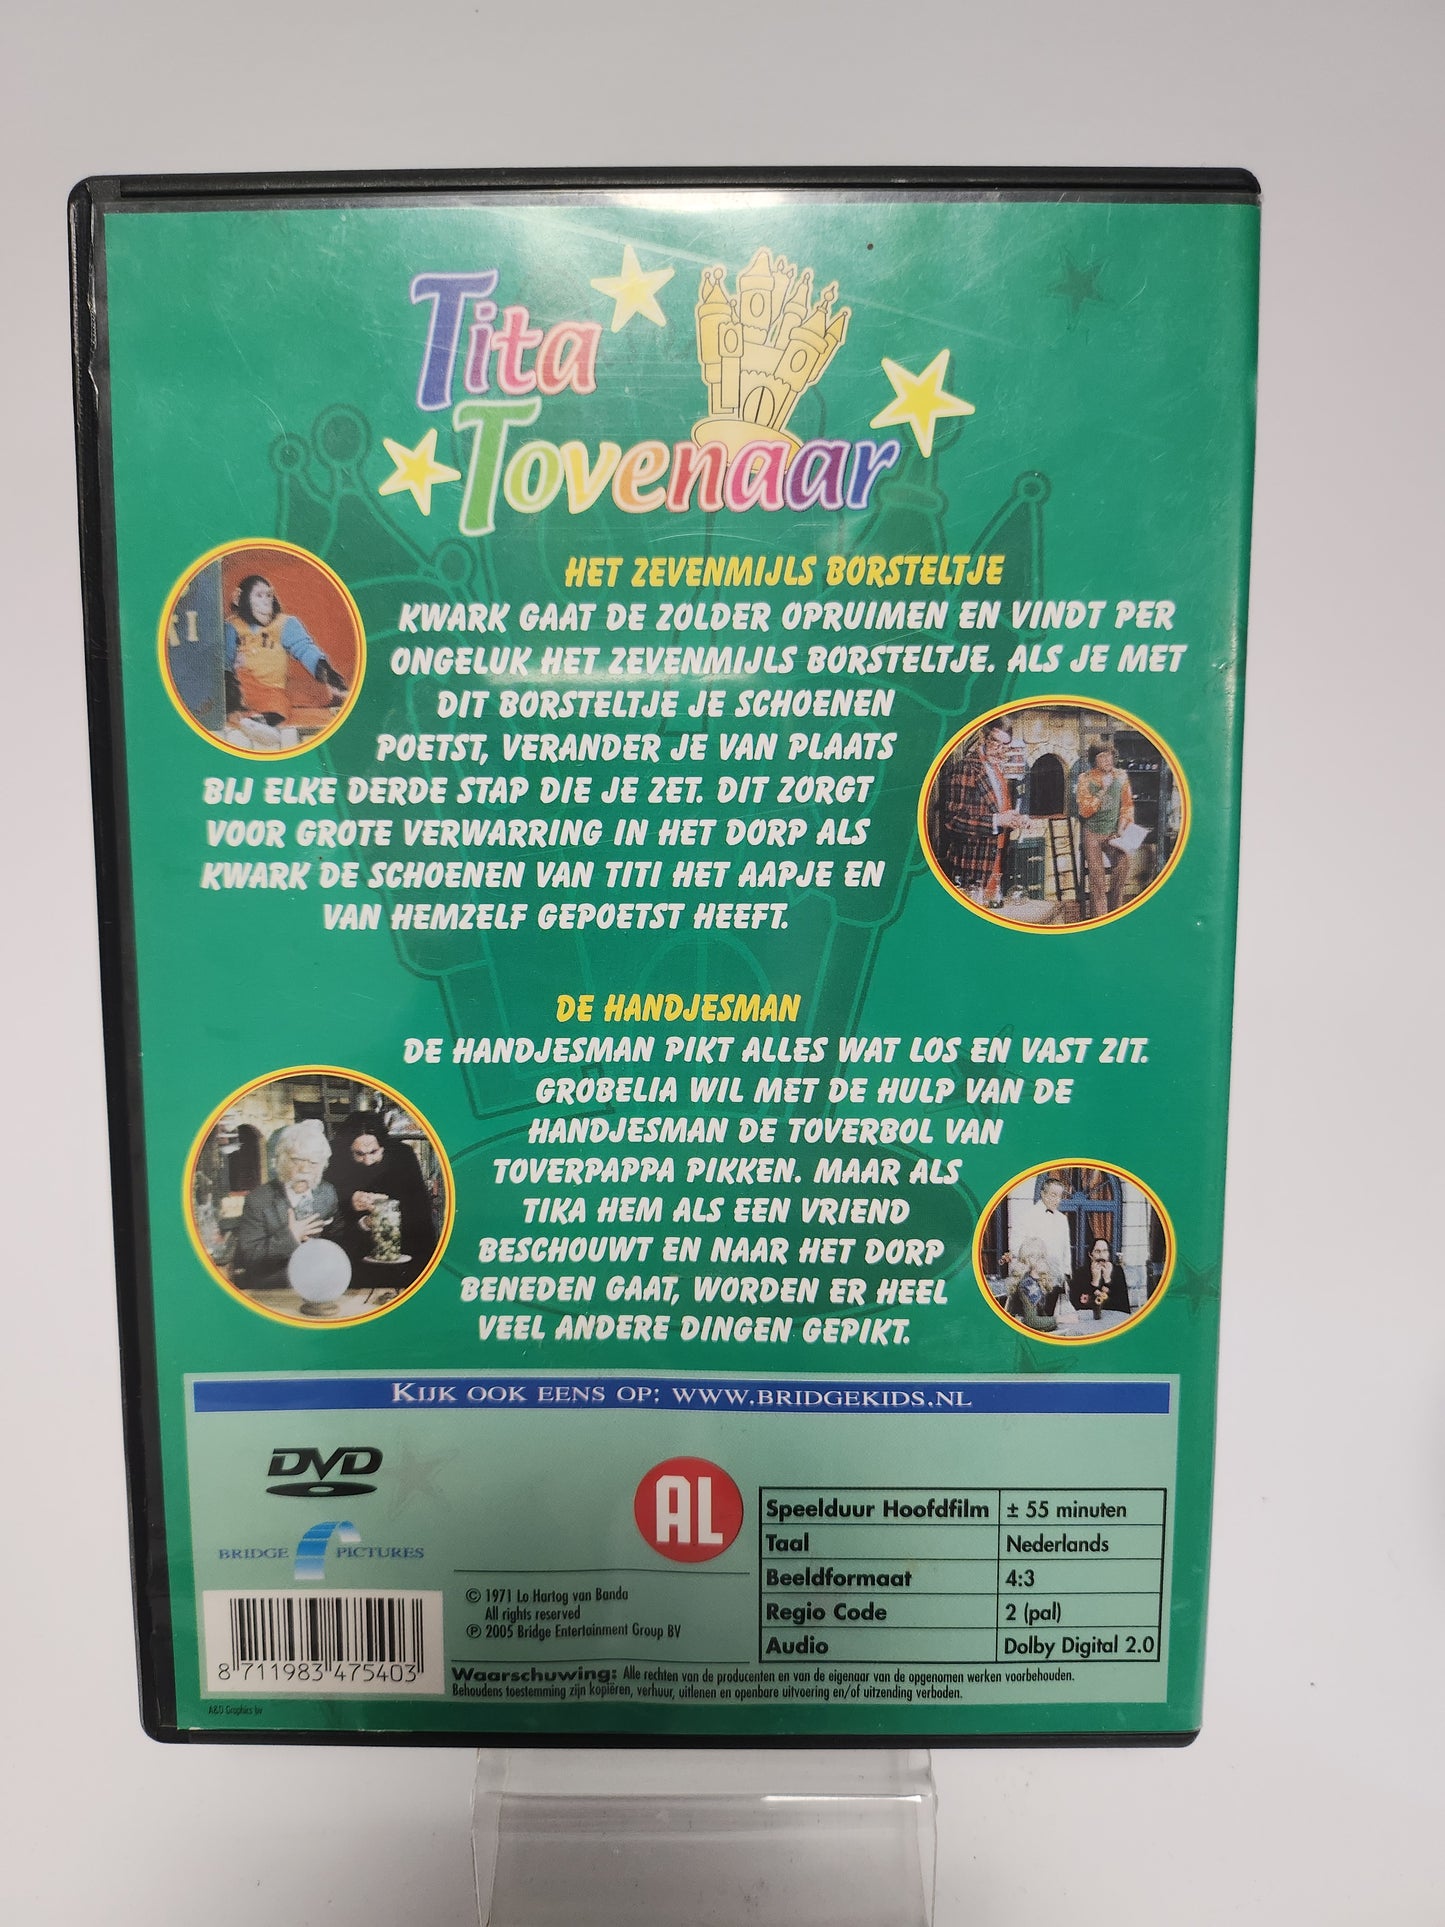 Tita
Tovenaar
HET ZEVENMIJLS BORSTELTJE
KWARK GAAT DE ZOLDER OPRUIMEN EN VINDT PER
ONGELUK HET ZEVENMIJLS BORSTELTJE. ALS JE MET
DIT BORSTELTJE JE SCHOENEN
POETST, VERANDER JE VAN PLAATS
BIJ ELKE DERDE STAP DIE JE ZET. DIT ZORGT
VOOR GROTE VERWARRING IN HET DORP ALS
KWARK DE SCHOENEN VAN TITI HET AAPJE EN
VAN HEMZELF GEPOETST HEEFT.
DE HANDJESMAN
DE HANDJESMAN PIKT ALLES WAT LOS EN VAST ZIT.
GROBELIA WIL MET DE HULP VAN DE
HANDJESMAN DE TOVERBOL VAN
TOVERPAPPA PIKKEN. MAAR ALS
TIKA HEM ALS EEN VRIEND
BESCHOUWT EN NAAR HET DORP
BENEDEN GAAT, WORDEN ER HEEL
VEEL ANDERE DINGEN GEPIKT.
KIJK OOK EENS OP: WWW.BRIDGEKIDS.NL
DVD
BRIDGE PICTURES
AL
Speelduur Hoofdfilm ± 55 minuten
Taal Nederlands
Beeldformaat 4:3
Regio Code 2 (pal)
Audio Dolby Digital 2.0
© 1971 Lo Hartog van Banda
All rights reserved
℗ 2005 Bridge Entertainment Group BV
8 711983 475403
Waarschuwing: Alle rechten van de producenten en van de eigenaar van de opgenomen werken voorbehouden.
Behoudens toestemming zijn kopiëren, verhuur, uitlenen en openbare uitvoering en/of uitzending verboden.
A&D Graphics bv